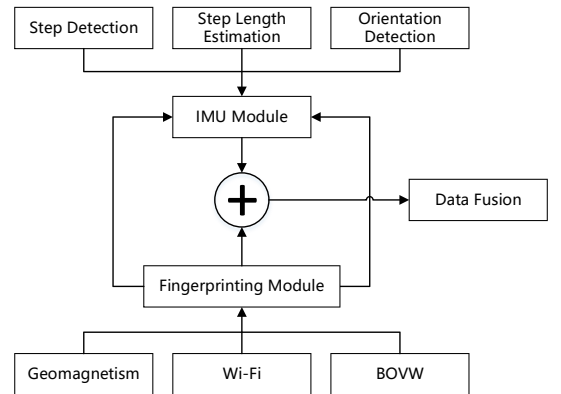 Step Detection
Step Length
Estimation
Orientation
Detection
IMU Module
Data Fusion
Fingerprinting Module
Geomagnetism
Wi-Fi
BOVW